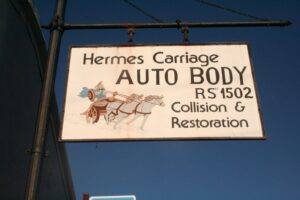 Hermes Carriage
AUTO BODY
RS#1502
Collision &
Restoration